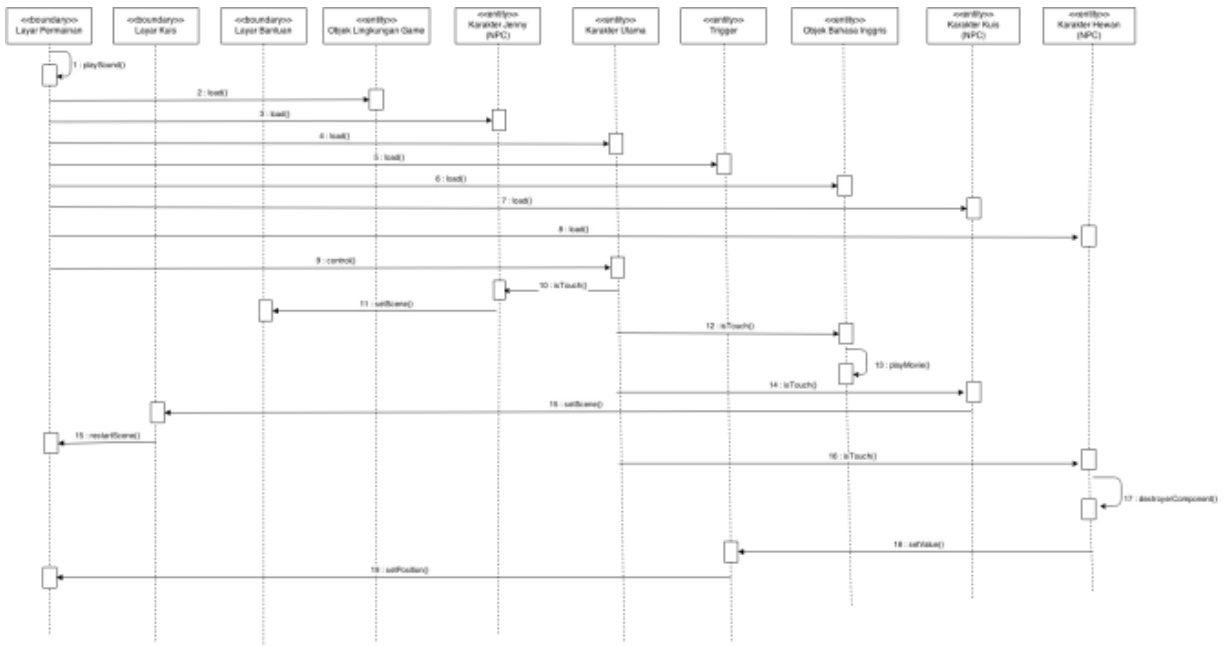 <<boundary>>
Layar Permainan
<<boundary>>
Layar Kuis
<<boundary>>
Layar Bantuan
<<entity>>
Objek Lingkungan Game
<<entity>>
Karakter Jenny
(NPC)
<<entity>>
Karakter Utama
<<entity>>
Trigger
<<entity>>
Objek Bahasa Inggris
<<entity>>
Karakter Kuis
(NPC)
<<entity>>
Karakter Hewan
(NPC)
1 : playSound()
2 : load()
3 : load()
4 : load()
5 : load()
6 : load()
7 : load()
8 : load()
9 : control()
10 : isTouch()
11 : setScene()
12 : isTouch()
13 : playMovie()
14 : isTouch()
15 : setScene()
15 : restartScene()
16 : isTouch()
17 : destroyerComponent()
18 : setValue()
19 : setPosition()